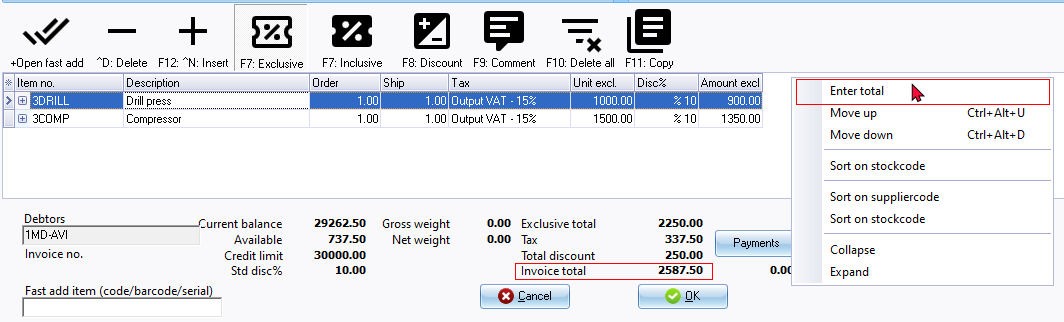 +Open fast add ^D: Delete F12: ^N: Insert F7: Exclusive F7: Inclusive F8: Discount F9: Comment F10: Delete all F11: Copy
Item no. Description Order Ship Tax Unit excl. Disc% Amount excl
3DRILL Drill press 1.00 1.00 Output VAT - 15% 1000.00 % 10 900.00
3COMP Compressor 1.00 1.00 Output VAT - 15% 1500.00 % 10 1350.00
Enter total
Move up Ctrl+Alt+U
Move down Ctrl+Alt+D
Sort on stockcode
Sort on suppliercode
Sort on stockcode
Collapse
Expand
Debtors
1MD-AVI
Invoice no.
Current balance 29262.50 Gross weight 0.00 Exclusive total 2250.00
Available 737.50 Net weight 0.00 Tax 337.50 Payments
Credit limit 30000.00 Total discount 250.00
Std disc% 10.00 Invoice total 2587.50 0.00
Fast add item (code/barcode/serial)
Cancel OK